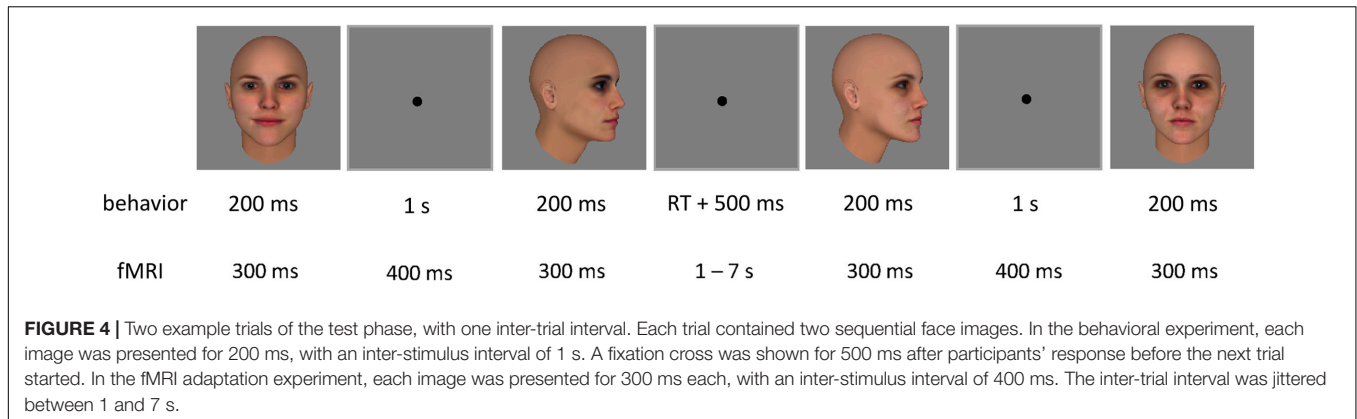 behavior 200 ms 1 s 200 ms RT + 500 ms 200 ms 1 s 200 ms
fMRI 300 ms 400 ms 300 ms 1 – 7 s 300 ms 400 ms 300 ms
FIGURE 4 | Two example trials of the test phase, with one inter-trial interval. Each trial contained two sequential face images. In the behavioral experiment, each
image was presented for 200 ms, with an inter-stimulus interval of 1 s. A fixation cross was shown for 500 ms after participants' response before the next trial
started. In the fMRI adaptation experiment, each image was presented for 300 ms each, with an inter-stimulus interval of 400 ms. The inter-trial interval was jittered
between 1 and 7 s.